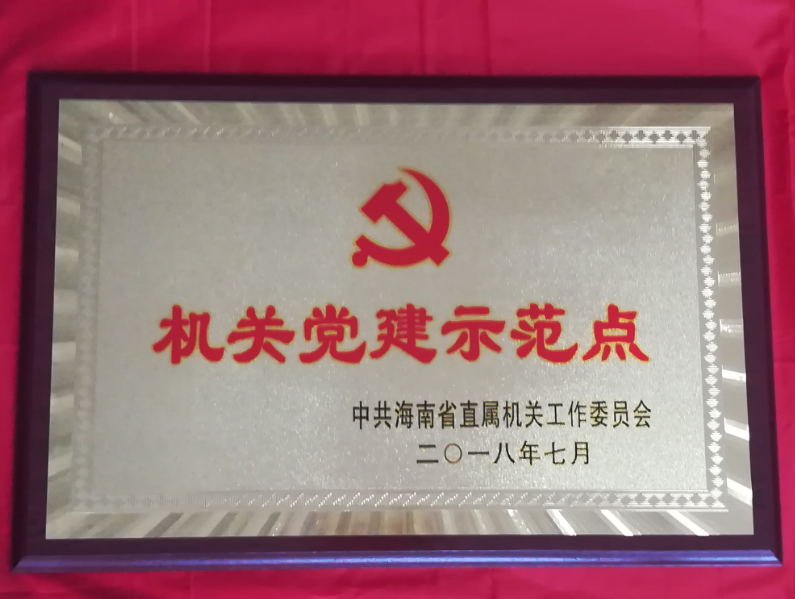 机关党建示范点
中共海南省直属机关工作委员会
二〇一八年七月